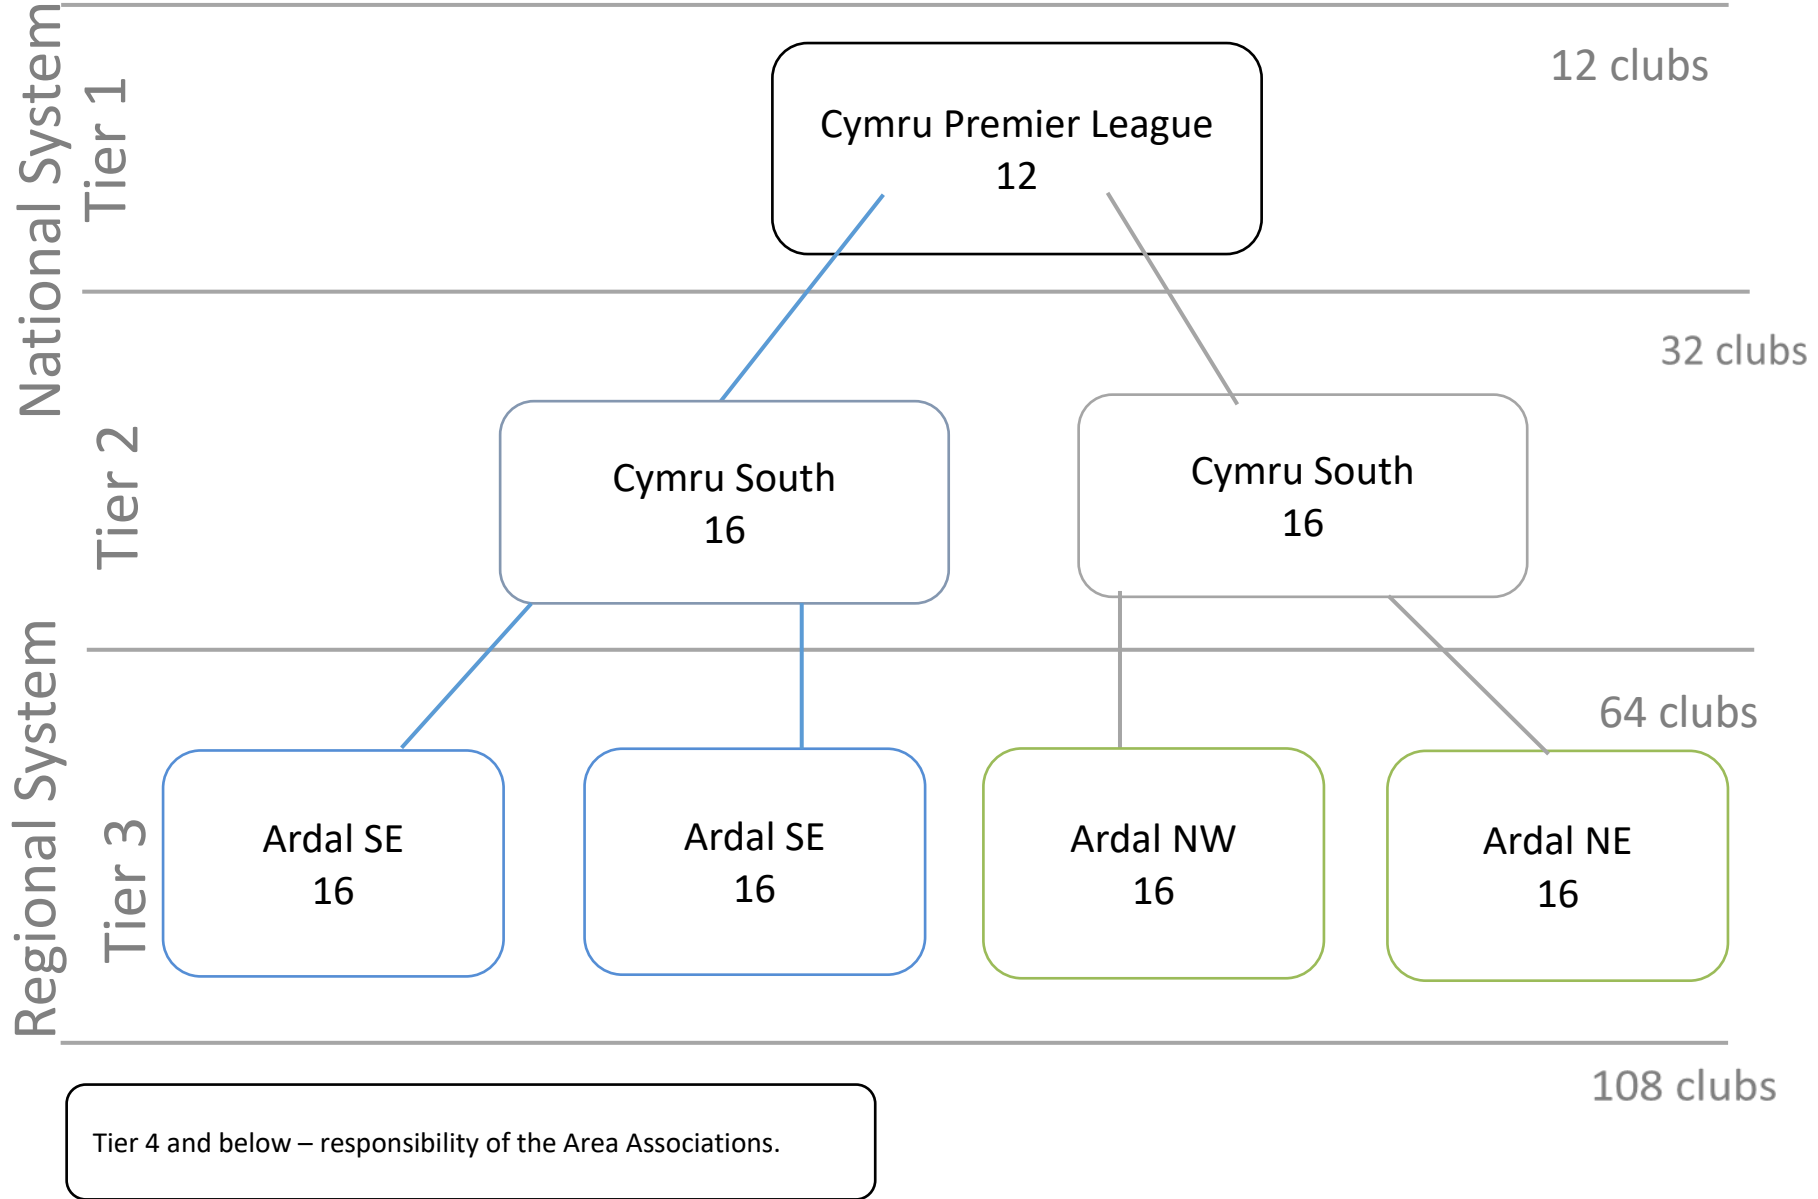 National System
Tier 1
12 clubs
Cymru Premier League
12
Tier 2
32 clubs
Cymru South
16
Cymru South
16
Regional System
Tier 3
64 clubs
Ardal SE
16
Ardal SE
16
Ardal NW
16
Ardal NE
16
108 clubs
Tier 4 and below – responsibility of the Area Associations.